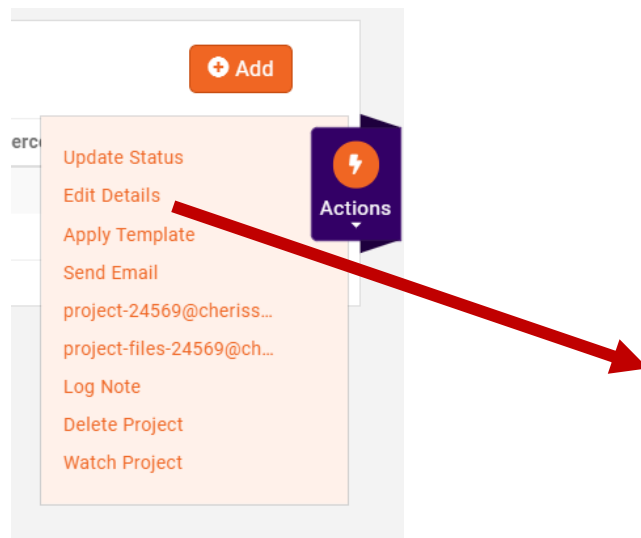 Add
erc
Update Status
Edit Details
Actions
Apply Template
Send Email
project-24569@cheriss...
project-files-24569@ch...
Log Note
Delete Project
Watch Project